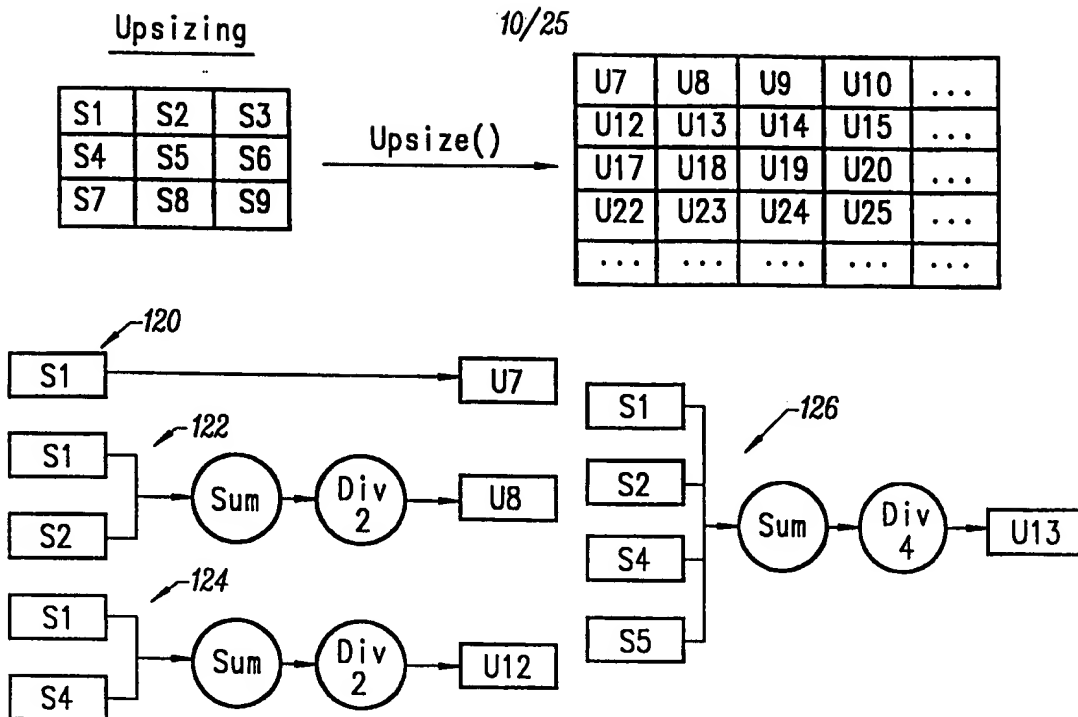 Upsizing
10/25
S1 S2 S3
S4 S5 S6
S7 S8 S9
Upsize()
U7 U8 U9 U10 ...
U12 U13 U14 U15 ...
U17 U18 U19 U20 ...
U22 U23 U24 U25 ...
... ... ... ... ...
120
S1 U7
122
S1
S2
Sum
Div 2
U8
124
S1
S4
Sum
Div 2
U12
126
S1
S2
S4
S5
Sum
Div 4
U13